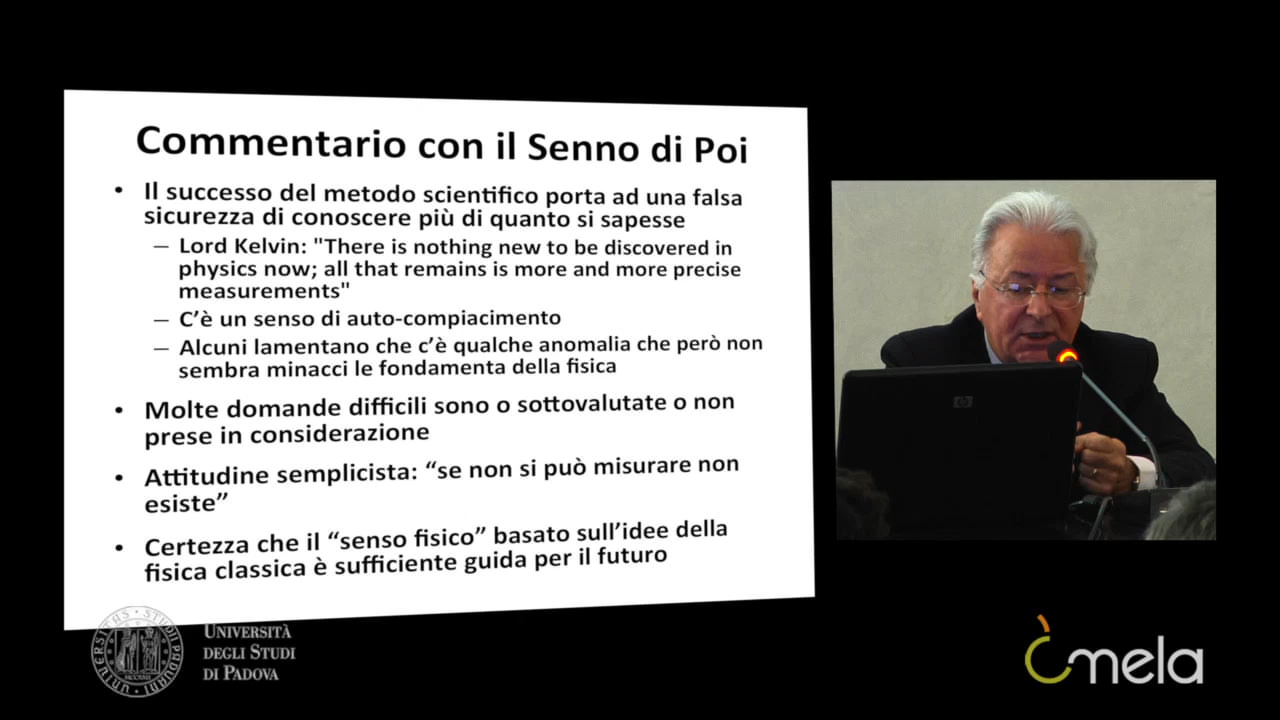 Commentario con il Senno di Poi
• Il successo del metodo scientifico porta ad una falsa
sicurezza di conoscere più di quanto si sapesse
– Lord Kelvin: "There is nothing new to be discovered in
physics now; all that remains is more and more precise
measurements"
– C’è un senso di auto-compiacimento
– Alcuni lamentano che c’è qualche anomalia che però non
sembra minacci le fondamenta della fisica
• Molte domande difficili sono o sottovalutate o non
prese in considerazione
• Attitudine semplicista: “se non si può misurare non
esiste”
• Certezza che il “senso fisico” basato sull’idee della
fisica classica è sufficiente guida per il futuro
UNIVERSITÀ
DEGLI STUDI
DI PADOVA
mela
hp